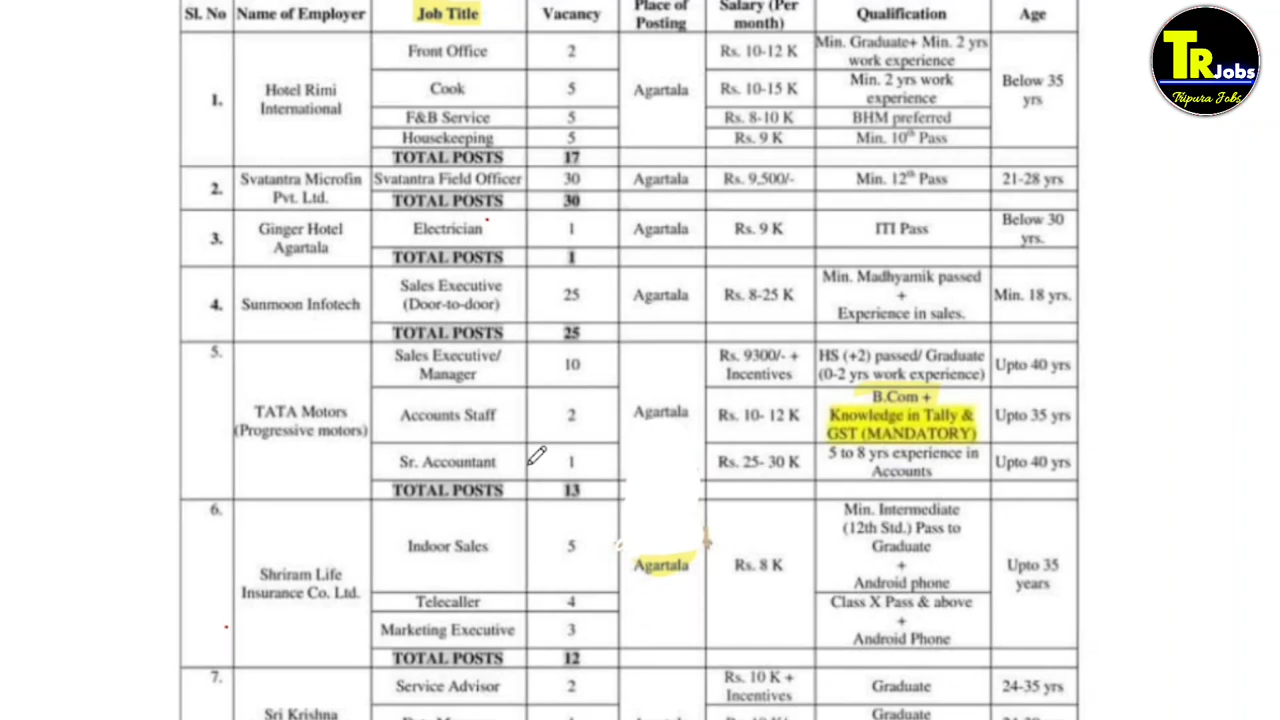 Sl. No Name of Employer Job Title Vacancy Place of Posting Salary (Per month) Qualification Age
1. Hotel Rimi International Front Office 2 Agartala Rs. 10-12 K Min. Graduate+ Min. 2 yrs work experience Below 35 yrs
Cook 5 Rs. 10-15 K Min. 2 yrs work experience
F&B Service 5 Rs. 8-10 K BHM preferred
Housekeeping 5 Rs. 9 K Min. 10th Pass
TOTAL POSTS 17
2. Svatantra Microfin Pvt. Ltd. Svatantra Field Officer 30 Agartala Rs. 9,500/- Min. 12th Pass 21-28 yrs
TOTAL POSTS 30
3. Ginger Hotel Agartala Electrician 1 Agartala Rs. 9 K ITI Pass Below 30 yrs.
TOTAL POSTS 1
4. Sunmoon Infotech Sales Executive (Door-to-door) 25 Agartala Rs. 8-25 K Min. Madhyamik passed + Experience in sales. Min. 18 yrs.
TOTAL POSTS 25
5. TATA Motors (Progressive motors) Sales Executive/ Manager 10 Agartala Rs. 9300/- + Incentives HS (+2) passed/ Graduate (0-2 yrs work experience) Upto 40 yrs
Accounts Staff 2 Rs. 10- 12 K B.Com + Knowledge in Tally & GST (MANDATORY) Upto 35 yrs
Sr. Accountant 1 Rs. 25- 30 K 5 to 8 yrs experience in Accounts Upto 40 yrs
TOTAL POSTS 13
6. Shriram Life Insurance Co. Ltd. Indoor Sales 5 Agartala Rs. 8 K Min. Intermediate (12th Std.) Pass to Graduate + Android phone Upto 35 years
Telecaller 4 Class X Pass & above + Android Phone
Marketing Executive 3
TOTAL POSTS 12
7. Sri Krishna Service Advisor 2 Rs. 10 K + Incentives Graduate 24-35 yrs
Graduate
TR Jobs
Tripura Jobs